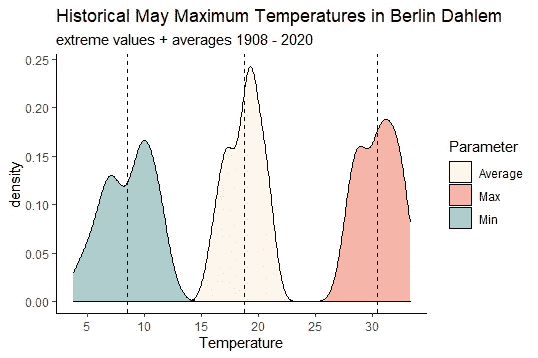 Historical May Maximum Temperatures in Berlin Dahlem
extreme values + averages 1908 - 2020
0.25
0.20
0.15
0.10
0.05
0.00
density
5 10 15 20 25 30
Temperature
Parameter
Average
Max
Min